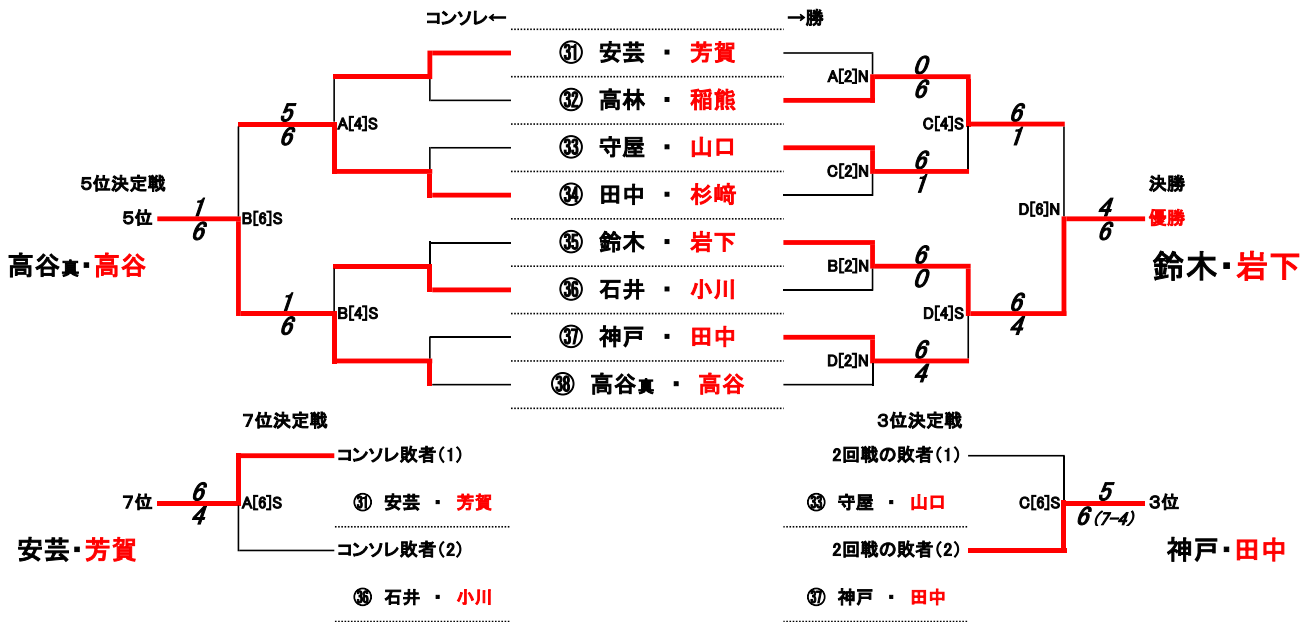 コンソレ← →勝
㉛ 安芸 ・ 芳賀
A[2]N 0
㉜ 高林 ・ 稲熊 6
5 A[4]S C[4]S 6
6 1
㉝ 守屋 ・ 山口 6
C[2]N 1
5位決定戦 ㉞ 田中 ・ 杉﨑 決勝
5位 1 B[6]S D[6]N 4 優勝
6 6
㉟ 鈴木 ・ 岩下 6
高谷真・高谷 B[2]N 0 鈴木・岩下
㊱ 石井 ・ 小川
1 B[4]S D[4]S 6
6 4
㊲ 神戸 ・ 田中 6
D[2]N 4
㊳ 高谷真 ・ 高谷
7位決定戦 3位決定戦
コンソレ敗者(1) 2回戦の敗者(1)
7位 6 A[6]S ㉛ 安芸 ・ 芳賀 ㉝ 守屋 ・ 山口 C[6]S 5 3位
4 6(7-4)
安芸・芳賀 コンソレ敗者(2) 2回戦の敗者(2) 神戸・田中
㊱ 石井 ・ 小川 ㊲ 神戸 ・ 田中